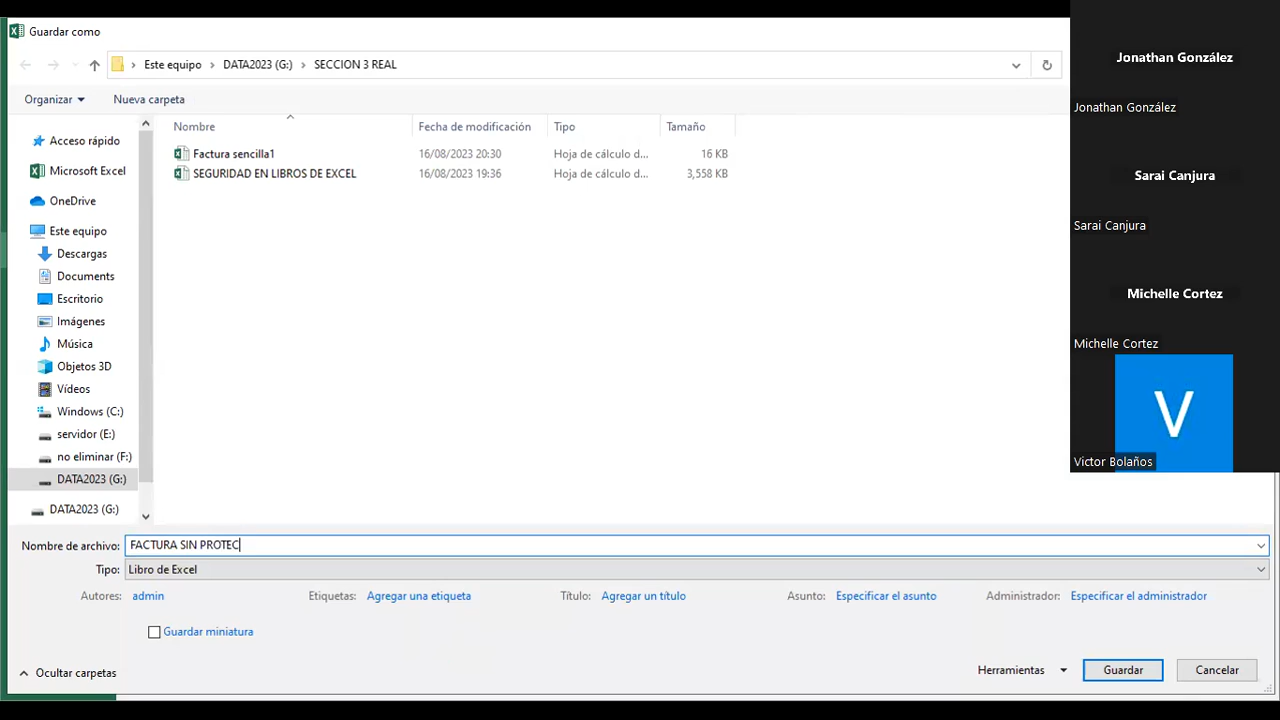 Guardar como
Este equipo > DATA2023 (G:) > SECCION 3 REAL
Organizar Nueva carpeta
Nombre Fecha de modificación Tipo Tamaño
Factura sencilla1 16/08/2023 20:30 Hoja de cálculo d... 16 KB
SEGURIDAD EN LIBROS DE EXCEL 16/08/2023 19:36 Hoja de cálculo d... 3,558 KB
Acceso rápido
Microsoft Excel
OneDrive
Este equipo
Descargas
Documents
Escritorio
Imágenes
Música
Objetos 3D
Vídeos
Windows (C:)
servidor (E:)
no eliminar (F:)
DATA2023 (G:)
DATA2023 (G:)
Nombre de archivo: FACTURA SIN PROTEC
Tipo: Libro de Excel
Autores: admin Etiquetas: Agregar una etiqueta Título: Agregar un título Asunto: Especificar el asunto Administrador: Especificar el administrador
Guardar miniatura
Ocultar carpetas Herramientas Guardar Cancelar
Jonathan González
Jonathan González
Sarai Canjura
Sarai Canjura
Michelle Cortez
Michelle Cortez
V
Victor Bolaños